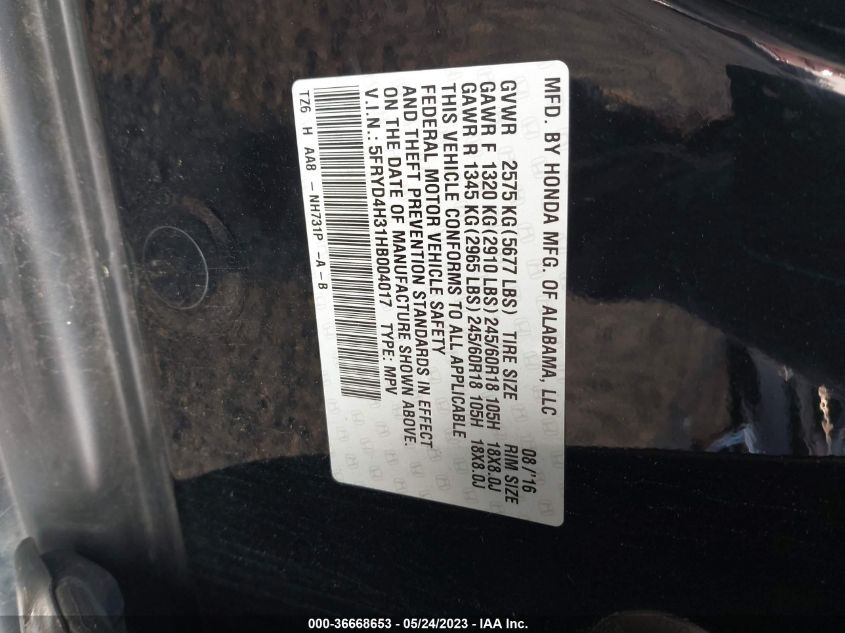 MFD. BY HONDA MFG. OF ALABAMA, LLC 08/'16
GVWR 2575 KG (5677 LBS) TIRE SIZE RIM SIZE
GAWR F 1320 KG (2910 LBS) 245/60R18 105H 18X8.0J
GAWR R 1345 KG (2965 LBS) 245/60R18 105H 18X8.0J
THIS VEHICLE CONFORMS TO ALL APPLICABLE
FEDERAL MOTOR VEHICLE SAFETY
AND THEFT PREVENTION STANDARDS IN EFFECT
ON THE DATE OF MANUFACTURE SHOWN ABOVE.
V.I.N.: 5FRYD4H31HB004017 TYPE: MPV
TZ6 H AA8 -NH731P -A-B
000-36668653 - 05/24/2023 - IAA Inc.